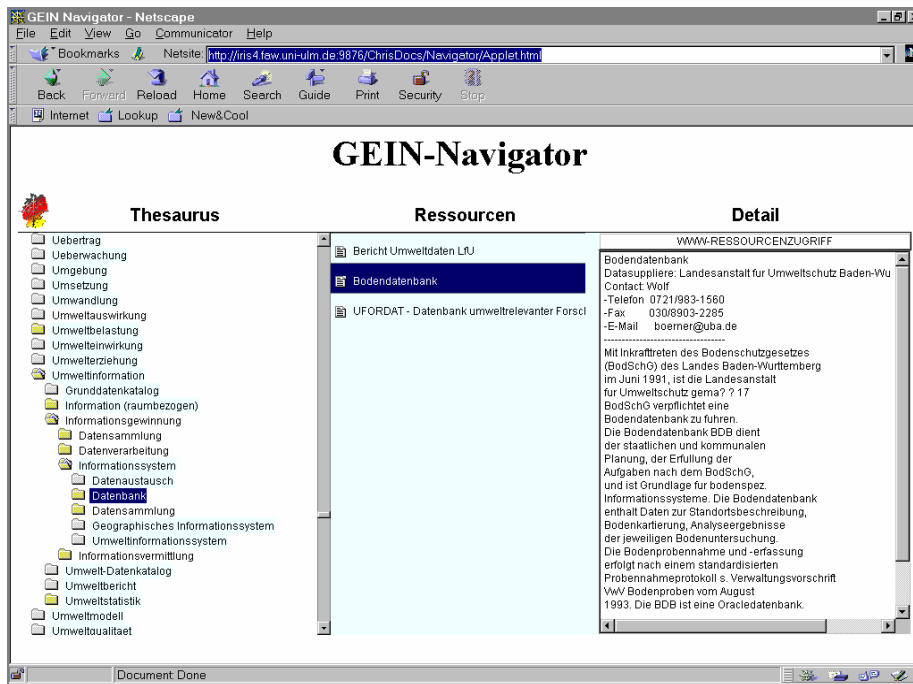 GEIN Navigator - Netscape
File Edit View Go Communicator Help
Bookmarks Netsite: http://iris4.faw.uni-ulm.de:9876/ChrisDocs/Navigator/Applet.html
Back Forward Reload Home Search Guide Print Security Stop
Internet Lookup New&Cool
GEIN-Navigator
Thesaurus
Uebertrag
Ueberwachung
Umgebung
Umsetzung
Umwandlung
Umweltauswirkung
Umweltbelastung
Umwelteinwirkung
Umwelterziehung
Umweltinformation
Grunddatenkatalog
Information (raumbezogen)
Informationsgewinnung
Datensammlung
Datenverarbeitung
Informationssystem
Datenaustausch
Datenbank
Datensammlung
Geographisches Informationssystem
Umweltinformationssystem
Informationsvermittlung
Umwelt-Datenkatalog
Umweltbericht
Umweltstatistik
Umweltmodell
Umweltqualitaet
Ressourcen
Bericht Umweltdaten LfU
Bodendatenbank
UFORDAT - Datenbank umweltrelevanter Forscl
Detail
WWW-RESSOURCENZUGRIFF
Bodendatenbank
Datasuppliere: Landesanstalt fur Umweltschutz Baden-Wu
Contact: Wolf
-Telefon 0721/983-1560
-Fax 030/8903-2285
-E-Mail boerner@uba.de
---------------------------------
Mit Inkrafttreten des Bodenschutzgesetzes
(BodSchG) des Landes Baden-Wurttemberg
im Juni 1991, ist die Landesanstalt
fur Umweltschutz gema? ? 17
BodSchG verpflichtet eine
Bodendatenbank zu fuhren.
Die Bodendatenbank BDB dient
der staatlichen und kommunalen
Planung, der Erfullung der
Aufgaben nach dem BodSchG,
und ist Grundlage fur bodenspez.
Informationssysteme. Die Bodendatenbank
enthalt Daten zur Standortsbeschreibung,
Bodenkartierung, Analyseergebnisse
der jeweiligen Bodenuntersuchung.
Die Bodenprobennahme und -erfassung
erfolgt nach einem standardisierten
Probennahmeprotokoll s. Verwaltungsvorschrift
VwV Bodenproben vom August
1993. Die BDB ist eine Oracledatenbank.
Document: Done